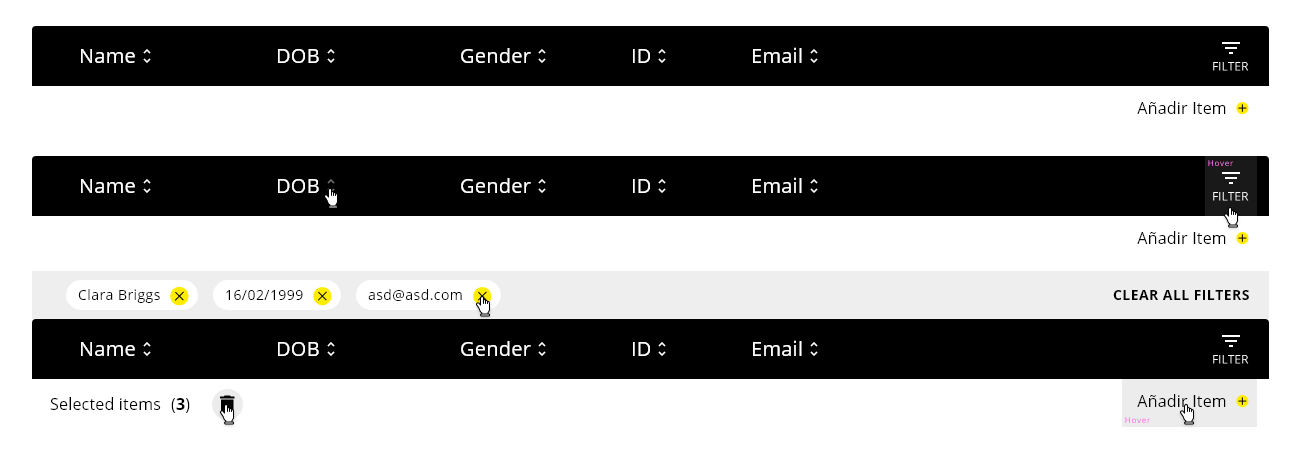 Name DOB Gender ID Email FILTER
Añadir Item
Hover
Name DOB Gender ID Email FILTER
Añadir Item
Clara Briggs 16/02/1999 asd@asd.com CLEAR ALL FILTERS
Name DOB Gender ID Email FILTER
Selected items (3) Añadir Item
Hover